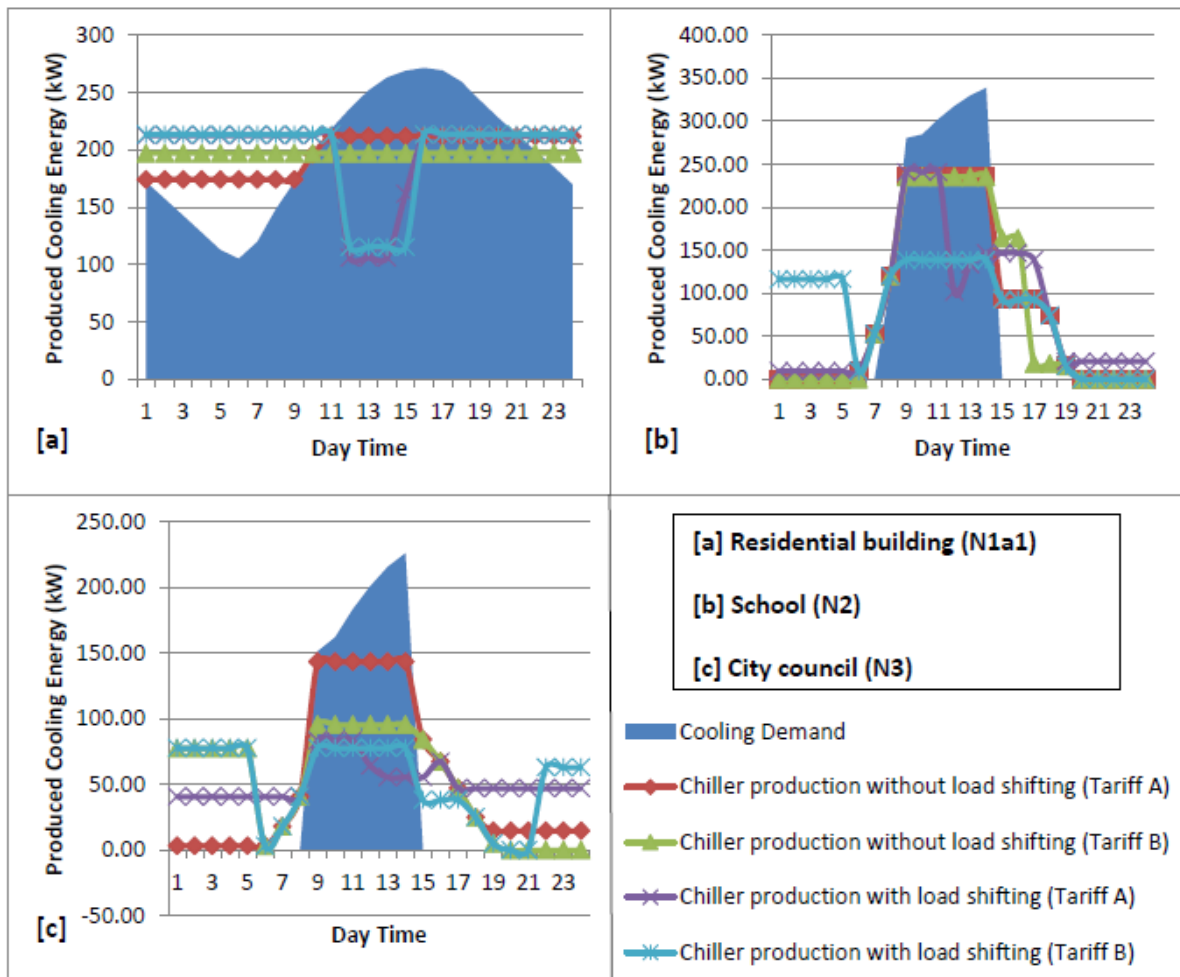 300
250
200
150
100
50
0
Produced Cooling Energy (kW)
1 3 5 7 9 11 13 15 17 19 21 23
Day Time
[a]
400.00
350.00
300.00
250.00
200.00
150.00
100.00
50.00
0.00
Produced Cooling Energy (kW)
1 3 5 7 9 11 13 15 17 19 21 23
Day Time
[b]
250.00
200.00
150.00
100.00
50.00
0.00
-50.00
Produced Cooling Energy (kW)
1 3 5 7 9 11 13 15 17 19 21 23
Day Time
[c]
[a] Residential building (N1a1)
[b] School (N2)
[c] City council (N3)
Cooling Demand
Chiller production without load shifting (Tariff A)
Chiller production without load shifting (Tariff B)
Chiller production with load shifting (Tariff A)
Chiller production with load shifting (Tariff B)